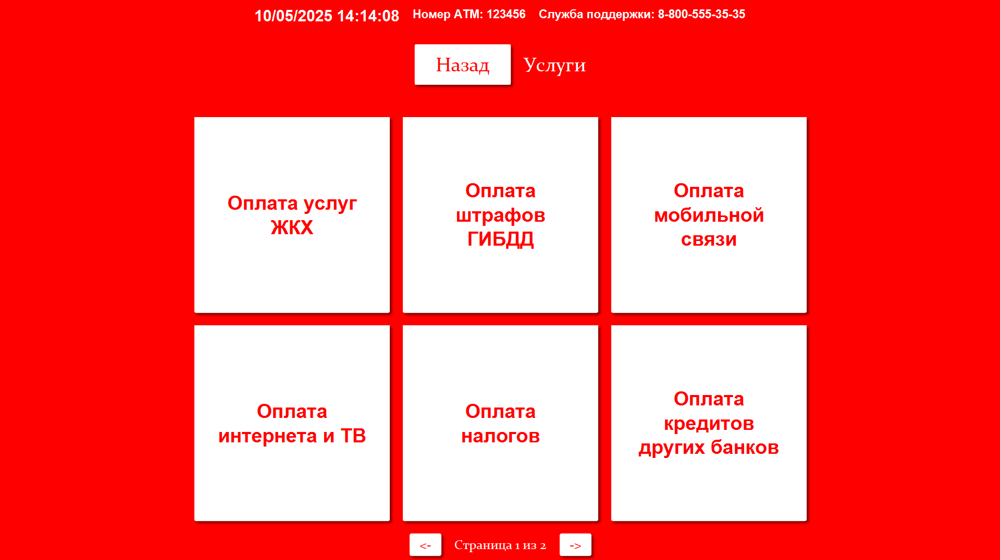 10/05/2025 14:14:08 Номер АТМ: 123456 Служба поддержки: 8-800-555-35-35
Назад Услуги
Оплата услуг
ЖКХ
Оплата
штрафов
ГИБДД
Оплата
мобильной
связи
Оплата
интернета и ТВ
Оплата
налогов
Оплата
кредитов
других банков
<- Страница 1 из 2 ->